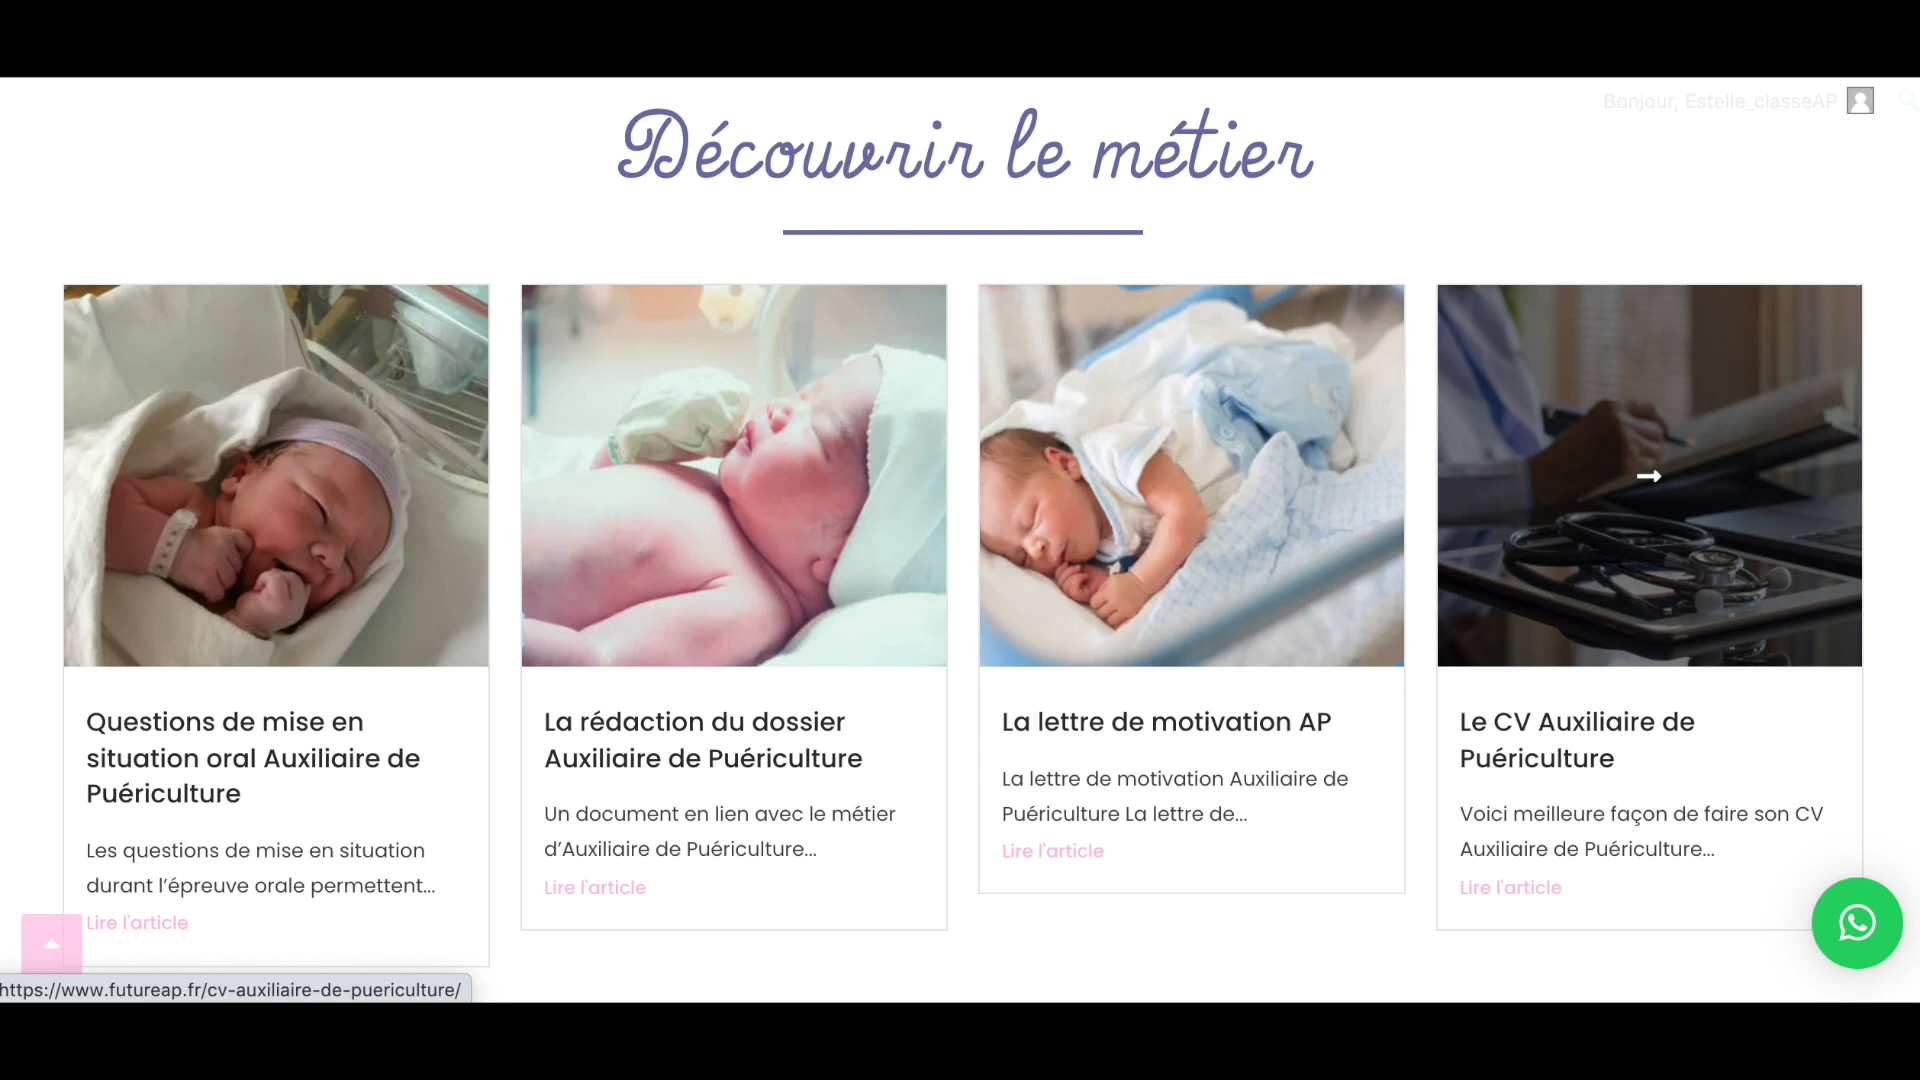 Bonjour, Estelle_classeAP
Découvrir le métier
Questions de mise en
situation oral Auxiliaire de
Puériculture
Les questions de mise en situation
durant l’épreuve orale permettent...
Lire l'article
La rédaction du dossier
Auxiliaire de Puériculture
Un document en lien avec le métier
d’Auxiliaire de Puériculture...
Lire l'article
La lettre de motivation AP
La lettre de motivation Auxiliaire de
Puériculture La lettre de...
Lire l'article
Le CV Auxiliaire de
Puériculture
Voici meilleure façon de faire son CV
Auxiliaire de Puériculture...
Lire l'article
https://www.futureap.fr/cv-auxiliaire-de-puericulture/